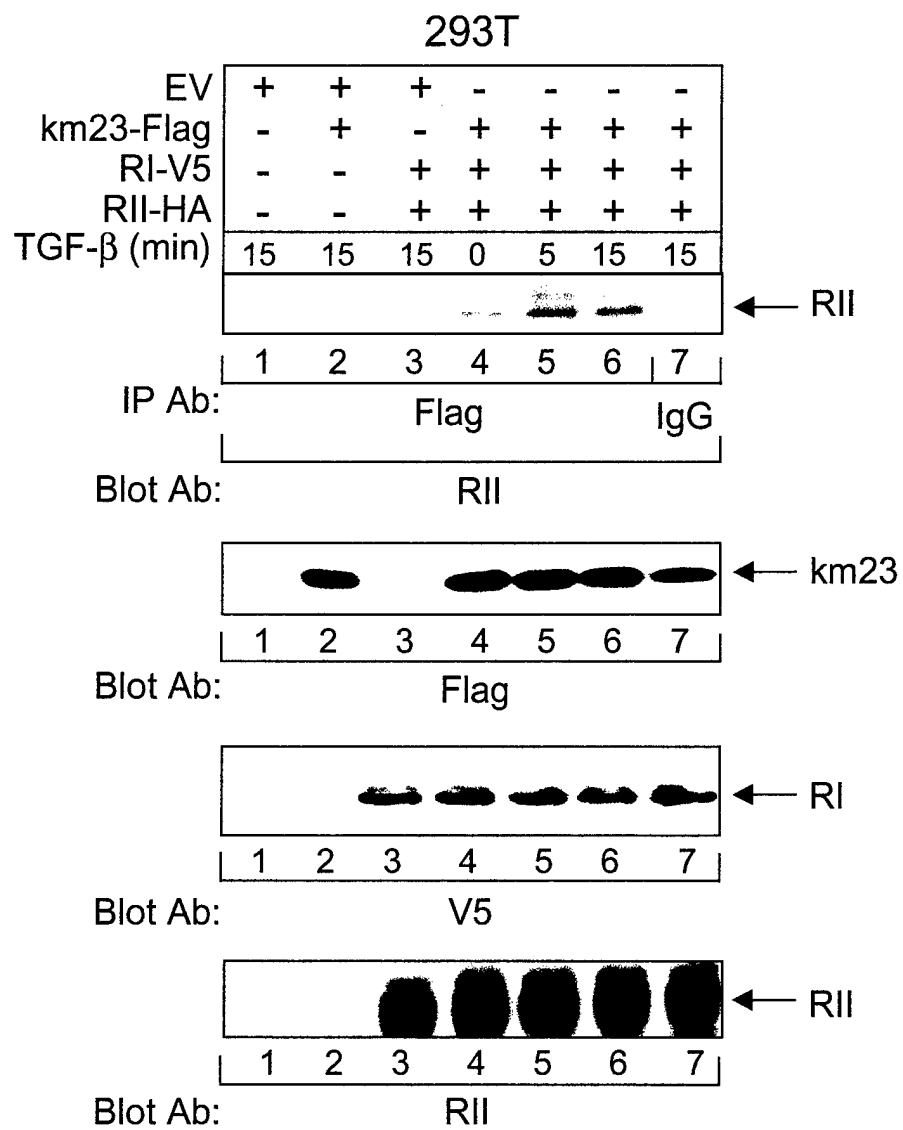 293T
EV + + + - - - -
km23-Flag - + - + + + +
RI-V5 - - + + + + +
RII-HA - - + + + + +
TGF-β (min) 15 15 15 0 5 15 15
RII
1 2 3 4 5 6 7
IP Ab: Flag IgG
Blot Ab: RII
km23
1 2 3 4 5 6 7
Blot Ab: Flag
RI
1 2 3 4 5 6 7
Blot Ab: V5
RII
1 2 3 4 5 6 7
Blot Ab: RII